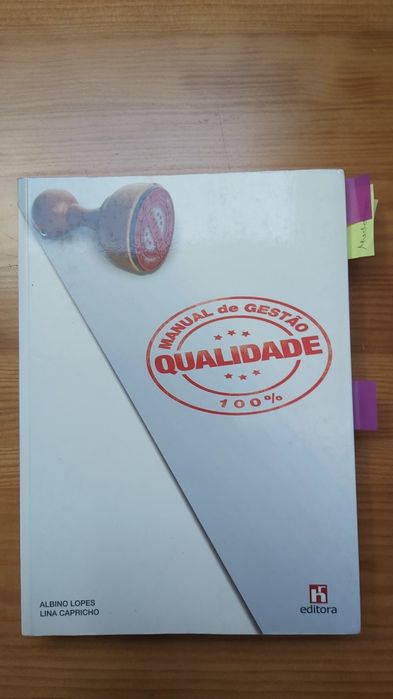 MANUAL de GESTÃO
QUALIDADE
100%
ALBINO LOPES
LINA CAPRICHO
editora